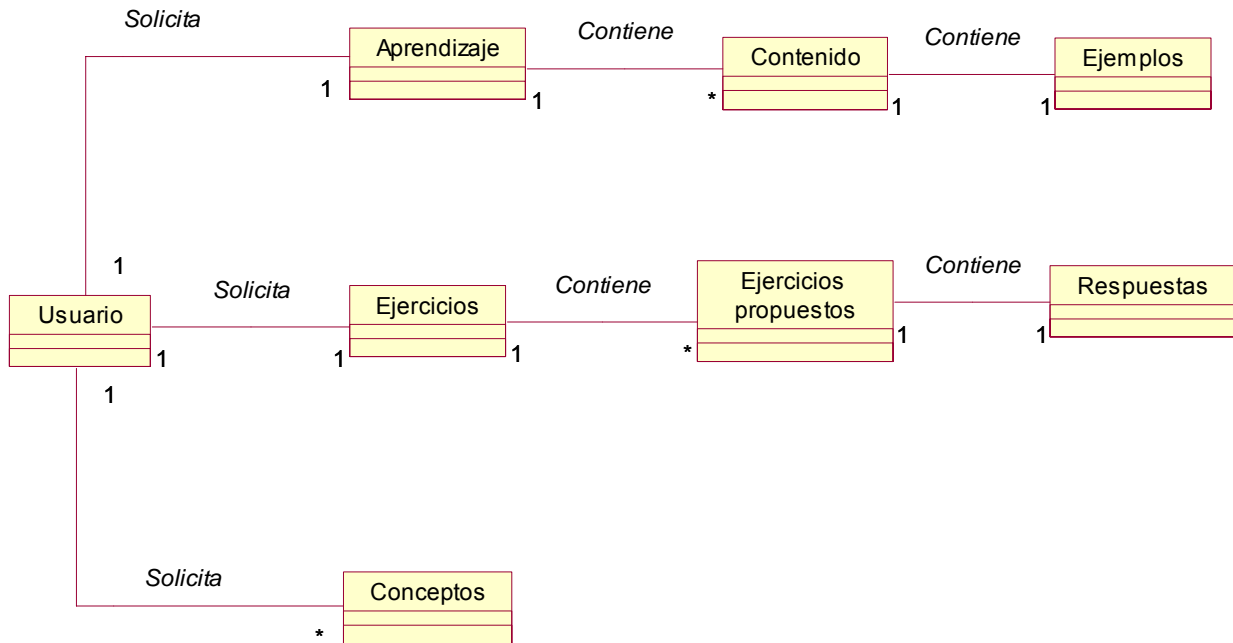 Solicita
Aprendizaje
Contiene
Contenido
Contiene
Ejemplos
1
1
*
1
1
1
Usuario
Solicita
Ejercicios
Contiene
Ejercicios
propuestos
Contiene
Respuestas
1
1
1
*
1
1
1
Solicita
Conceptos
*